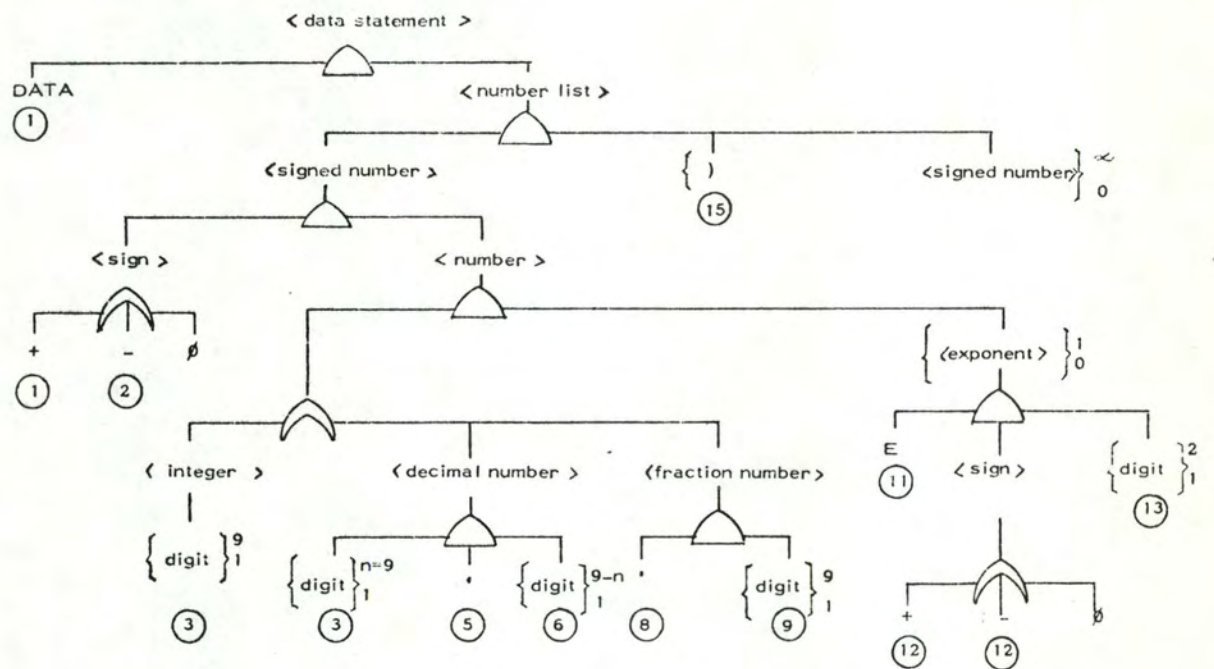 < data statement >
DATA
< number list >
1
< signed number >
{ )
< signed number > } ∝ 0
15
< sign >
< number >
+ - ø
{ < exponent > } 1 0
1 2
E
< integer >
< decimal number >
< fraction number >
11
< sign >
{ digit } 2 1
13
{ digit } 9 1
{ digit } n=9 1
.
{ digit } 9-n 1
.
{ digit } 9 1
3 3 5 6 8 9
+ - ø
12 12